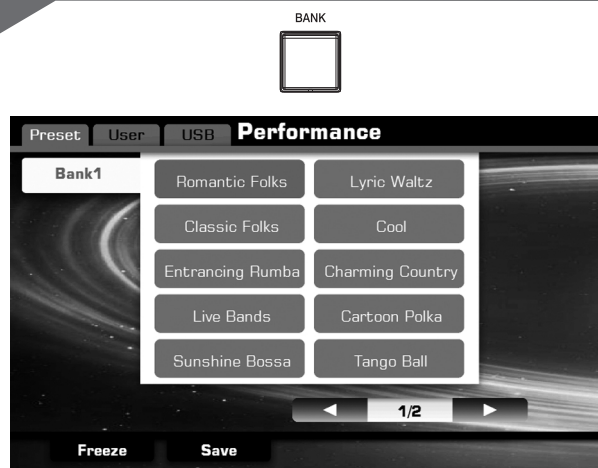 BANK
Preset User USB Performance
Bank1
Romantic Folks Lyric Waltz
Classic Folks Cool
Entrancing Rumba Charming Country
Live Bands Cartoon Polka
Sunshine Bossa Tango Ball
1/2
Freeze Save